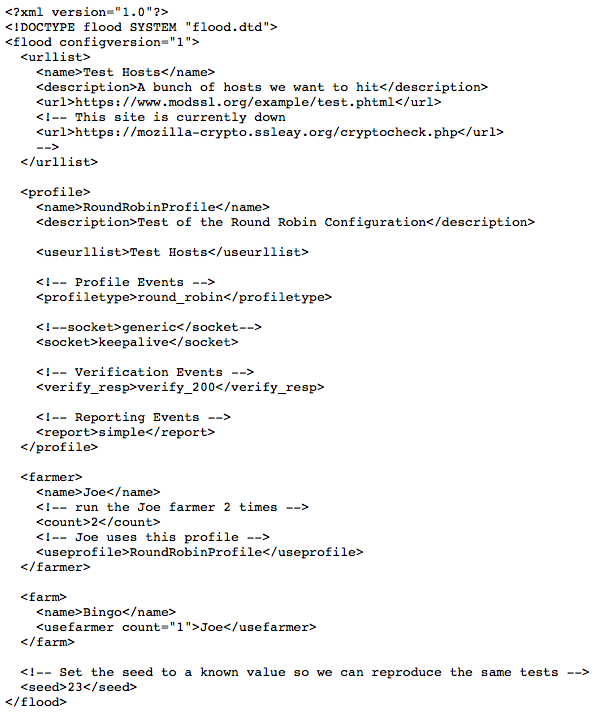 <?xml version="1.0"?>
<!DOCTYPE flood SYSTEM "flood.dtd">
<flood configversion="1">
  <urllist>
    <name>Test Hosts</name>
    <description>A bunch of hosts we want to hit</description>
    <url>https://www.modssl.org/example/test.phtml</url>
    <!-- This site is currently down
    <url>https://mozilla-crypto.ssleay.org/cryptocheck.php</url>
    -->
  </urllist>

  <profile>
    <name>RoundRobinProfile</name>
    <description>Test of the Round Robin Configuration</description>

    <useurllist>Test Hosts</useurllist>

    <!-- Profile Events -->
    <profiletype>round_robin</profiletype>

    <!--socket>generic</socket-->
    <socket>keepalive</socket>

    <!-- Verification Events -->
    <verify_resp>verify_200</verify_resp>

    <!-- Reporting Events -->
    <report>simple</report>
  </profile>

  <farmer>
    <name>Joe</name>
    <!-- run the Joe farmer 2 times -->
    <count>2</count>
    <!-- Joe uses this profile -->
    <useprofile>RoundRobinProfile</useprofile>
  </farmer>

  <farm>
    <name>Bingo</name>
    <usefarmer count="1">Joe</usefarmer>
  </farm>

  <!-- Set the seed to a known value so we can reproduce the same tests -->
  <seed>23</seed>
</flood>